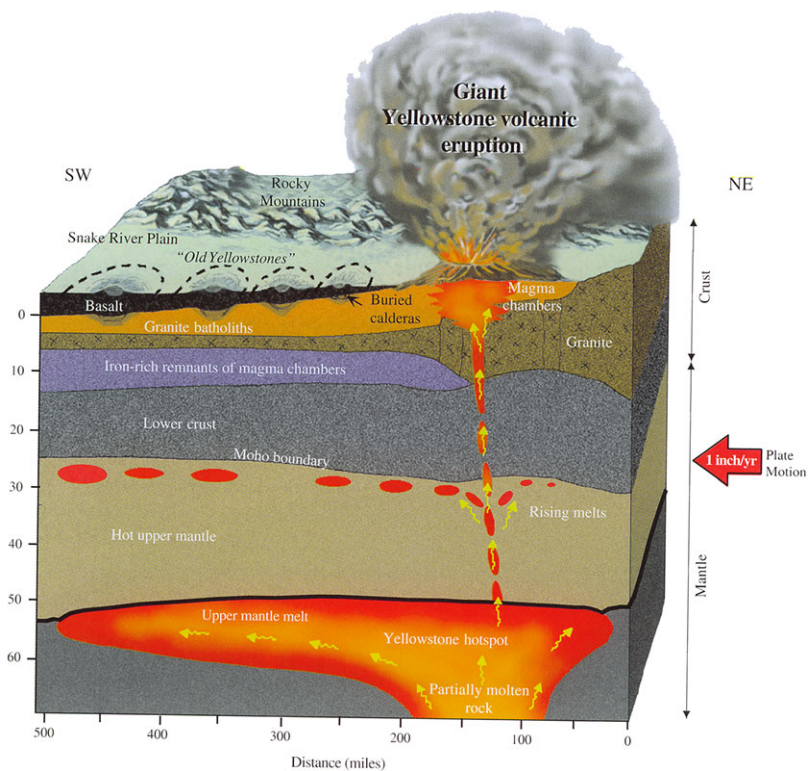 Giant
Yellowstone volcanic
eruption
SW
NE
Rocky
Mountains
Snake River Plain
"Old Yellowstones"
Basalt
Buried
calderas
Magma
chambers
Crust
0
Granite batholiths
Granite
Iron-rich remnants of magma chambers
10
Lower crust
20
Moho boundary
1 inch/yr
Plate
Motion
30
Rising melts
Hot upper mantle
40
Mantle
50
Upper mantle melt
Yellowstone hotspot
60
Partially molten
rock
500
400
300
200
100
0
Distance (miles)